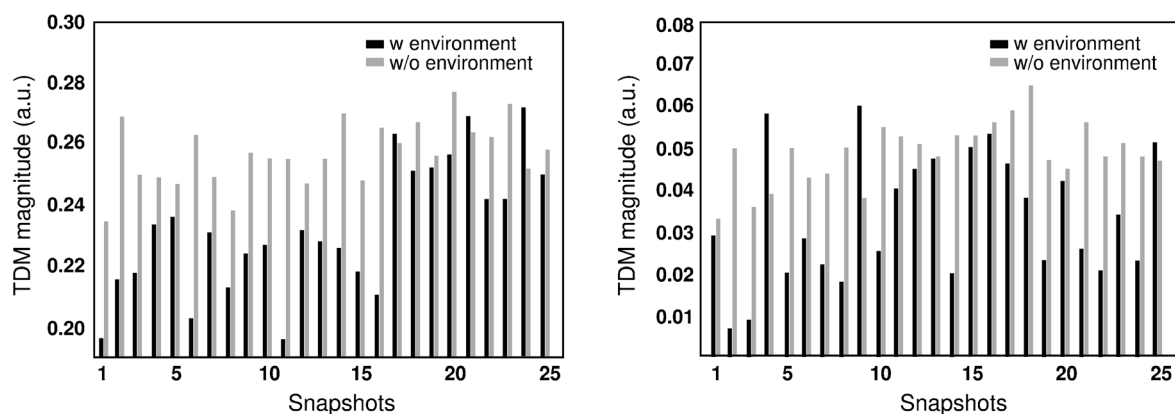 0.30
0.28
0.26
0.24
0.22
0.20
TDM magnitude (a.u.)
w environment
w/o environment
1 5 10 15 20 25
Snapshots
0.08
0.07
0.06
0.05
0.04
0.03
0.02
0.01
TDM magnitude (a.u.)
w environment
w/o environment
1 5 10 15 20 25
Snapshots